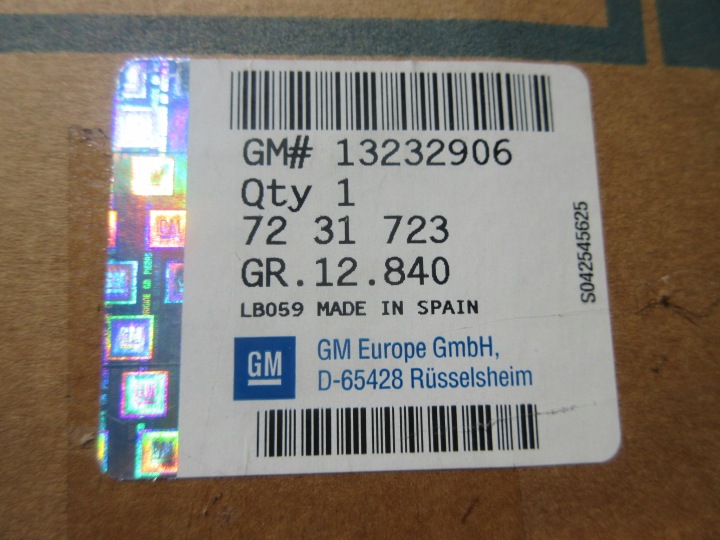 GM# 13232906
Qty 1
72 31 723
GR.12.840
LB059 MADE IN SPAIN
GM
GM Europe GmbH,
D-65428 Rüsselsheim
S042545625